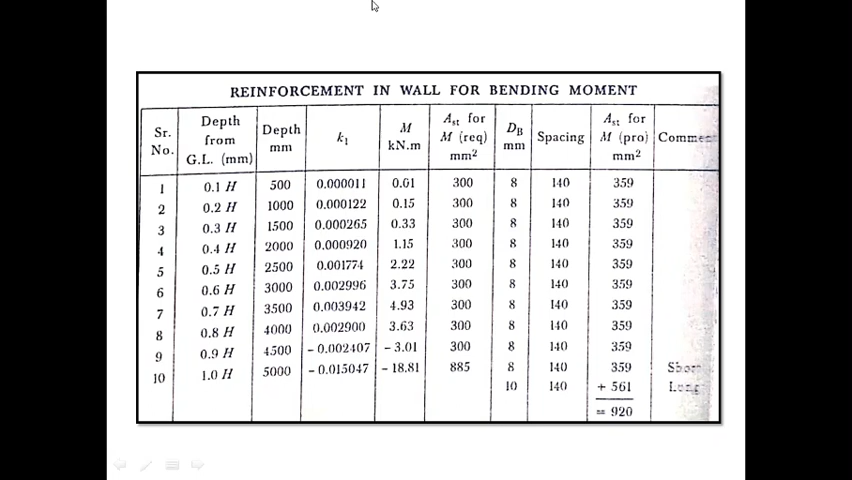 REINFORCEMENT IN WALL FOR BENDING MOMENT
Sr. No. Depth from G.L. (mm) Depth mm k1 M kN.m Ast for M (req) mm² DB mm Spacing Ast for M (pro) mm²
1 0.1 H 500 0.000011 0.01 300 8 140 359
2 0.2 H 1000 0.000122 0.15 300 8 140 359
3 0.3 H 1500 0.000265 0.33 300 8 140 359
4 0.4 H 2000 0.000920 1.15 300 8 140 359
5 0.5 H 2500 0.001774 2.22 300 8 140 359
6 0.6 H 3000 0.002996 3.75 300 8 140 359
7 0.7 H 3500 0.003942 4.93 300 8 140 359
8 0.8 H 4000 0.002900 3.63 300 8 140 359
9 0.9 H 4500 – 0.002407 – 3.01 300 8 140 359
10 1.0 H 5000 – 0.015047 – 18.81 885 8 140 359
10 140 + 561
= 920